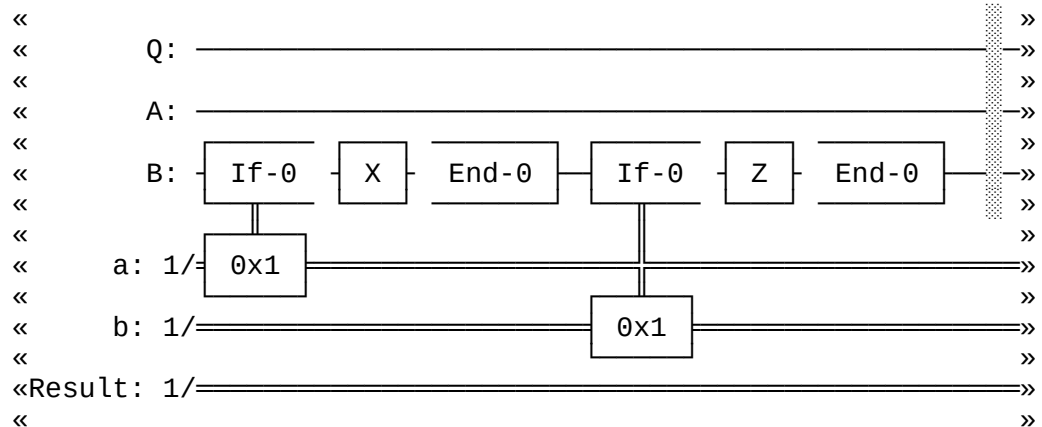 « »
« Q: »
« »
« A: »
« »
« B: If-0 X End-0 If-0 Z End-0 »
« »
« »
« a: 1/ 0x1 »
« »
« b: 1/ 0x1 »
« »
«Result: 1/ »
« »